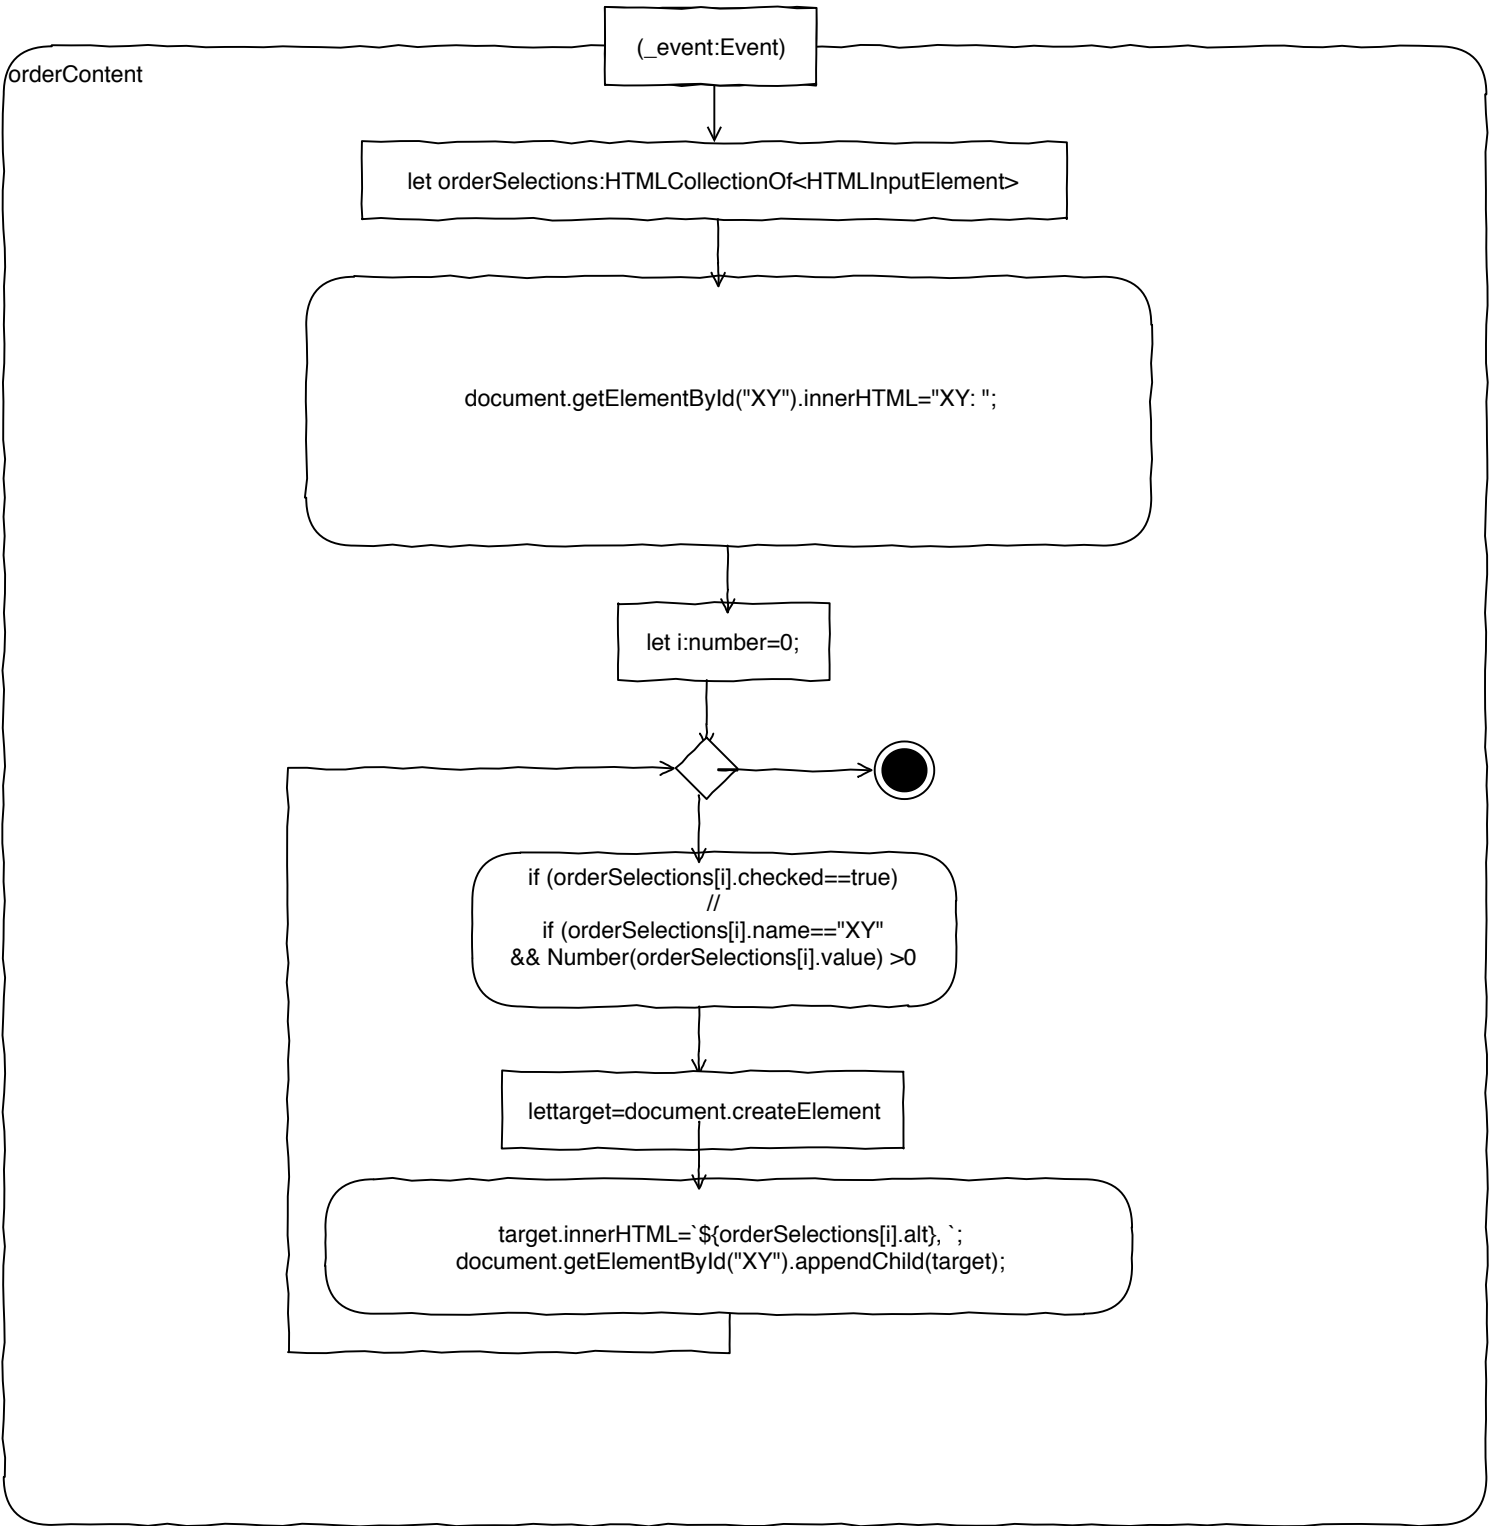 (_event:Event)
orderContent
let orderSelections:HTMLCollectionOf<HTMLInputElement>
document.getElementById("XY").innerHTML="XY: ";
let i:number=0;
if (orderSelections[i].checked==true)
//
if (orderSelections[i].name=="XY"
&& Number(orderSelections[i].value) >0
lettarget=document.createElement
target.innerHTML=`${orderSelections[i].alt}, `;
document.getElementById("XY").appendChild(target);